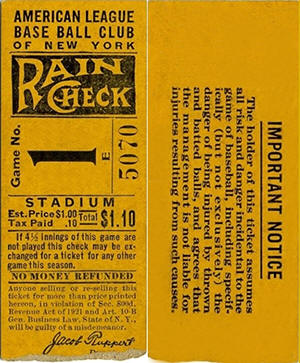 AMERICAN LEAGUE
BASE BALL CLUB
OF NEW YORK
RAIN
CHECK
Game No.
1
E
5070
STADIUM
Est. Price $1.00
Tax Paid .10
Total $1.10
If 4½ innings of this game are
not played this check may be ex-
changed for a ticket for any other
game this season.
NO MONEY REFUNDED
Anyone selling or re-selling this
ticket for more than price printed
hereon, in violation of Sec. 800d.
Revenue Act of 1921 and Art. 10-B
Gen. Business Law, State of N. Y.,
will be guilty of a misdemeanor.
Jacob Ruppert
IMPORTANT NOTICE
The holder of this ticket assumes
all risk and danger incidental to the
game of baseball, including specifi-
cally (but not exclusively) the
danger of being injured by thrown
and batted balls, and agrees that
the management is not liable for
injuries resulting from such causes.